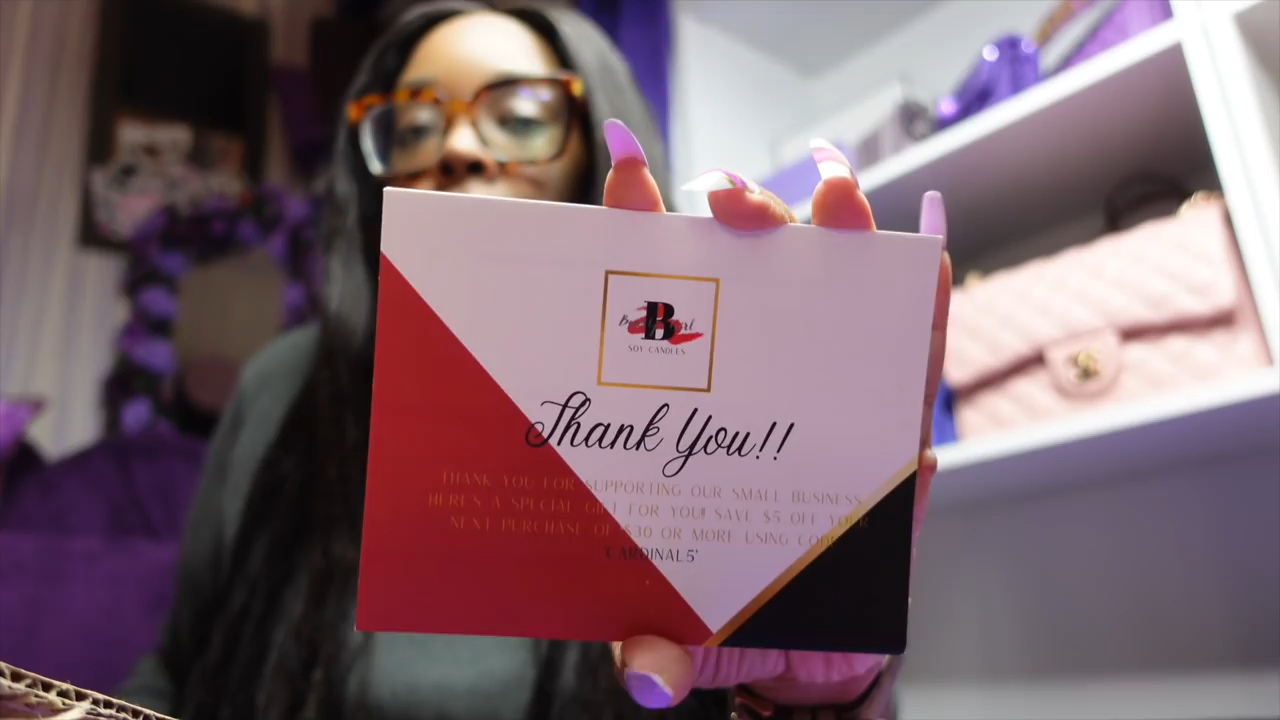 B
SOY CANDLES
Thank You!!
THANK YOU FOR SUPPORTING OUR SMALL BUSINESS
HERE'S A SPECIAL GIFT FOR YOU!! SAVE $5 OFF YOUR
NEXT PURCHASE OF $30 OR MORE USING CODE
'CARDINAL5'